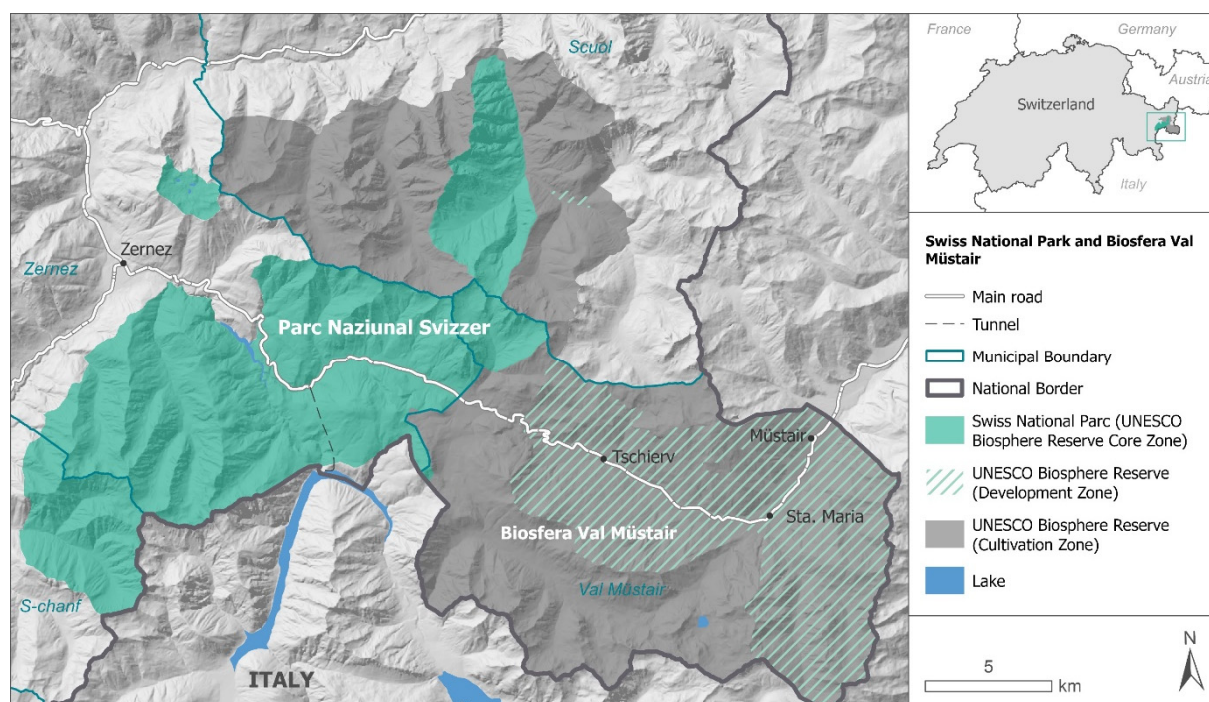 Scuol
Zernez
Zernez
Parc Naziunal Svizzer
Müstair
Tschierv
Sta. Maria
Biosfera Val Müstair
Val Müstair
S-chanf
ITALY
France
Germany
Austria
Switzerland
Italy
Swiss National Park and Biosfera Val
Müstair
Main road
Tunnel
Municipal Boundary
National Border
Swiss National Parc (UNESCO
Biosphere Reserve Core Zone)
UNESCO Biosphere Reserve
(Development Zone)
UNESCO Biosphere Reserve
(Cultivation Zone)
Lake
5
km
N